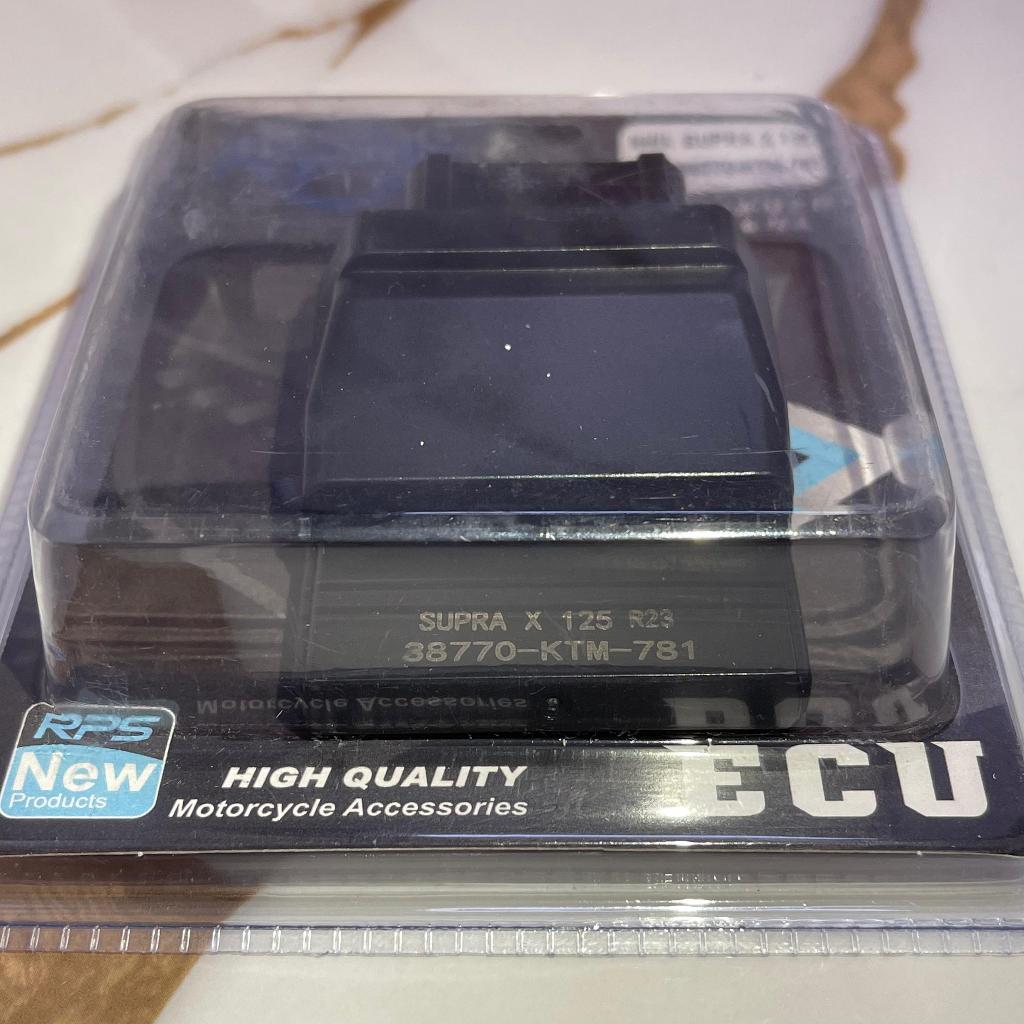 SUPRA X 125 R23
38770-KTM-781
RPS
New
Products
HIGH QUALITY
Motorcycle Accessories
ECU